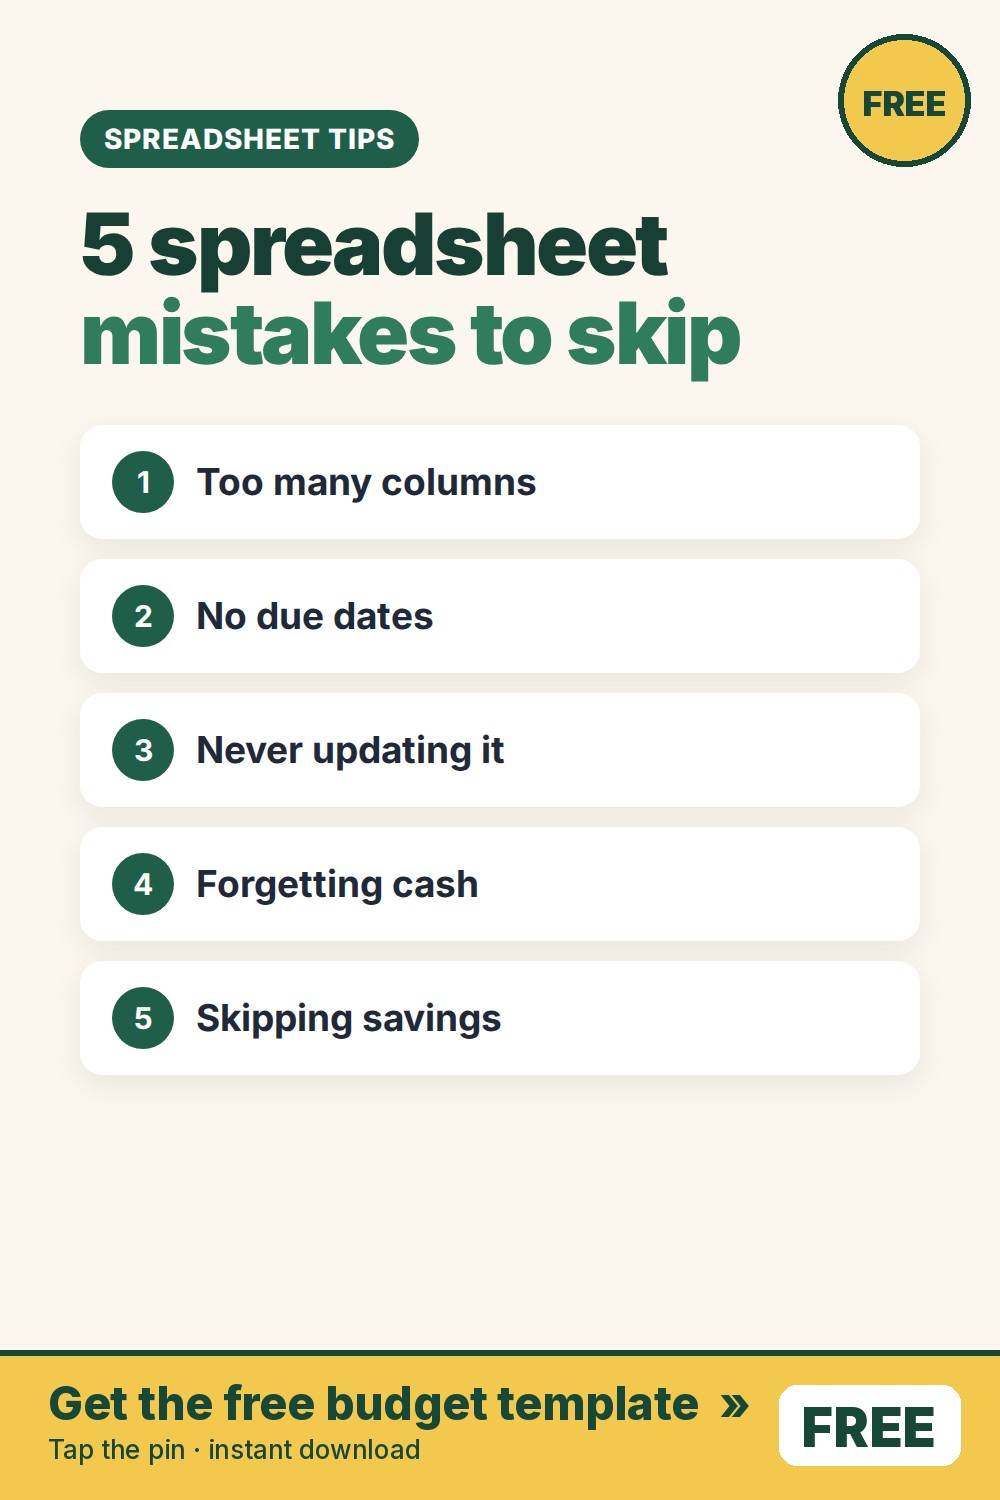 FREE
SPREADSHEET TIPS
5 spreadsheet
mistakes to skip
1 Too many columns
2 No due dates
3 Never updating it
4 Forgetting cash
5 Skipping savings
Get the free budget template »
Tap the pin · instant download
FREE